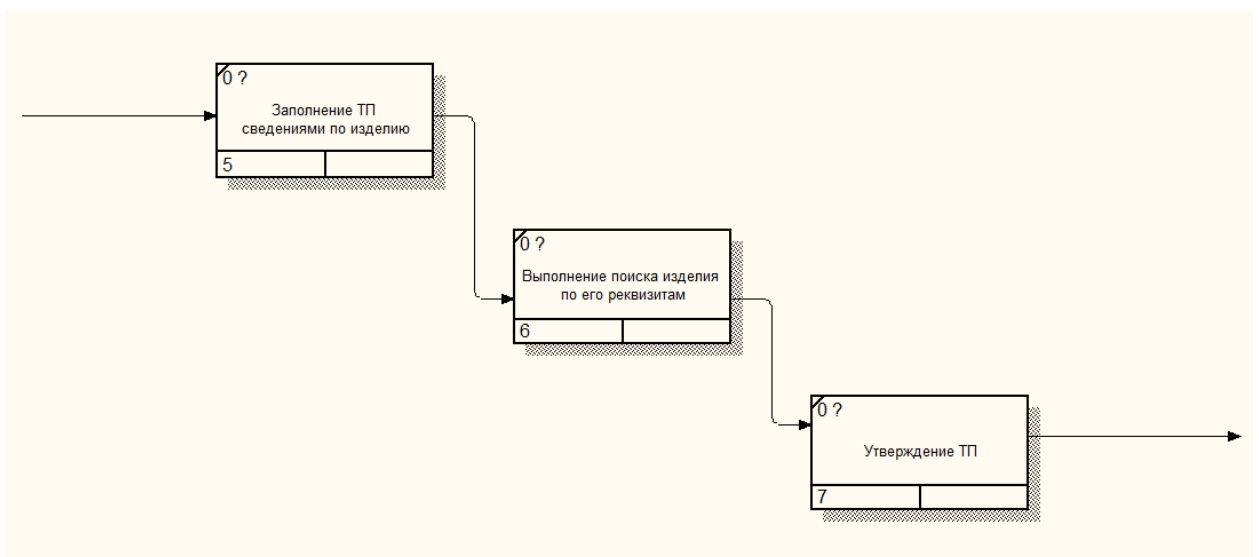 0 ?
Заполнение ТП
сведениями по изделию
5
0 ?
Выполнение поиска изделия
по его реквизитам
6
0 ?
Утверждение ТП
7